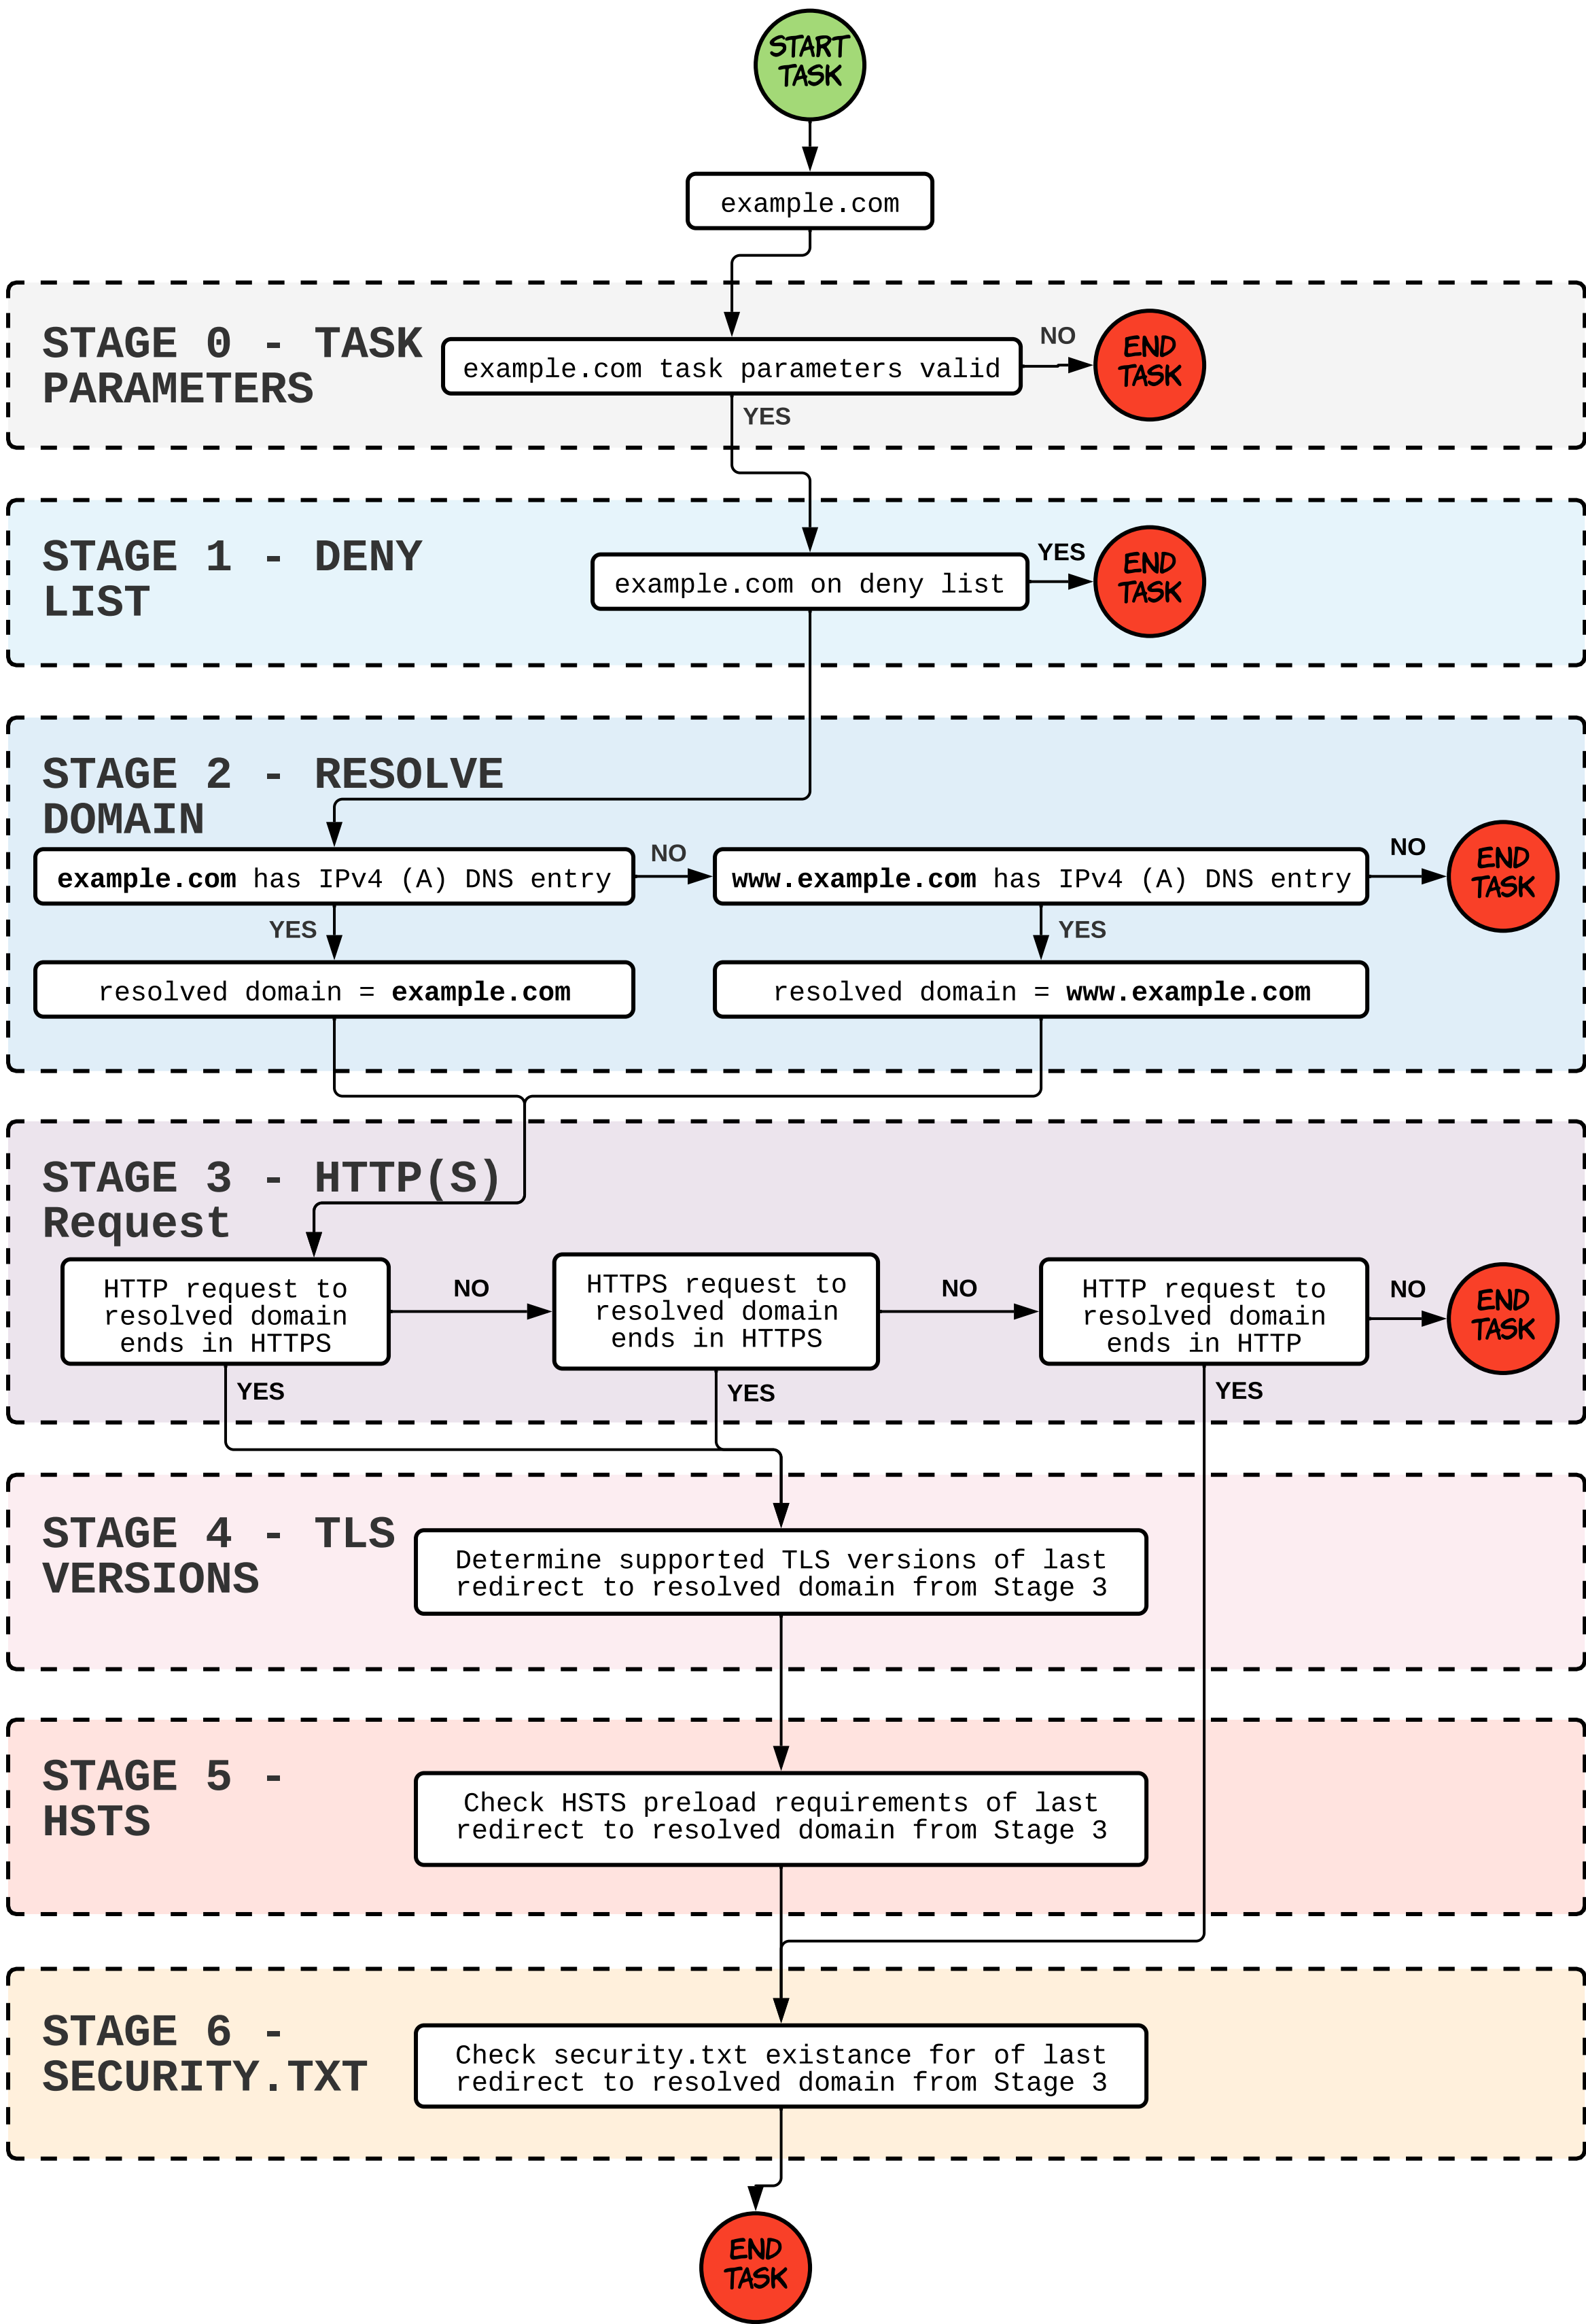 START
TASK
example.com
STAGE 0 - TASK
PARAMETERS
example.com task parameters valid
NO
END
TASK
YES
STAGE 1 - DENY
LIST
example.com on deny list
YES
END
TASK
STAGE 2 - RESOLVE
DOMAIN
example.com has IPv4 (A) DNS entry
NO
www.example.com has IPv4 (A) DNS entry
NO
END
TASK
YES
YES
resolved domain = example.com
resolved domain = www.example.com
STAGE 3 - HTTP(S)
Request
HTTP request to
resolved domain
ends in HTTPS
NO
HTTPS request to
resolved domain
ends in HTTPS
NO
HTTP request to
resolved domain
ends in HTTP
NO
END
TASK
YES
YES
YES
STAGE 4 - TLS
VERSIONS
Determine supported TLS versions of last
redirect to resolved domain from Stage 3
STAGE 5 -
HSTS
Check HSTS preload requirements of last
redirect to resolved domain from Stage 3
STAGE 6 -
SECURITY.TXT
Check security.txt existance for of last
redirect to resolved domain from Stage 3
END
TASK